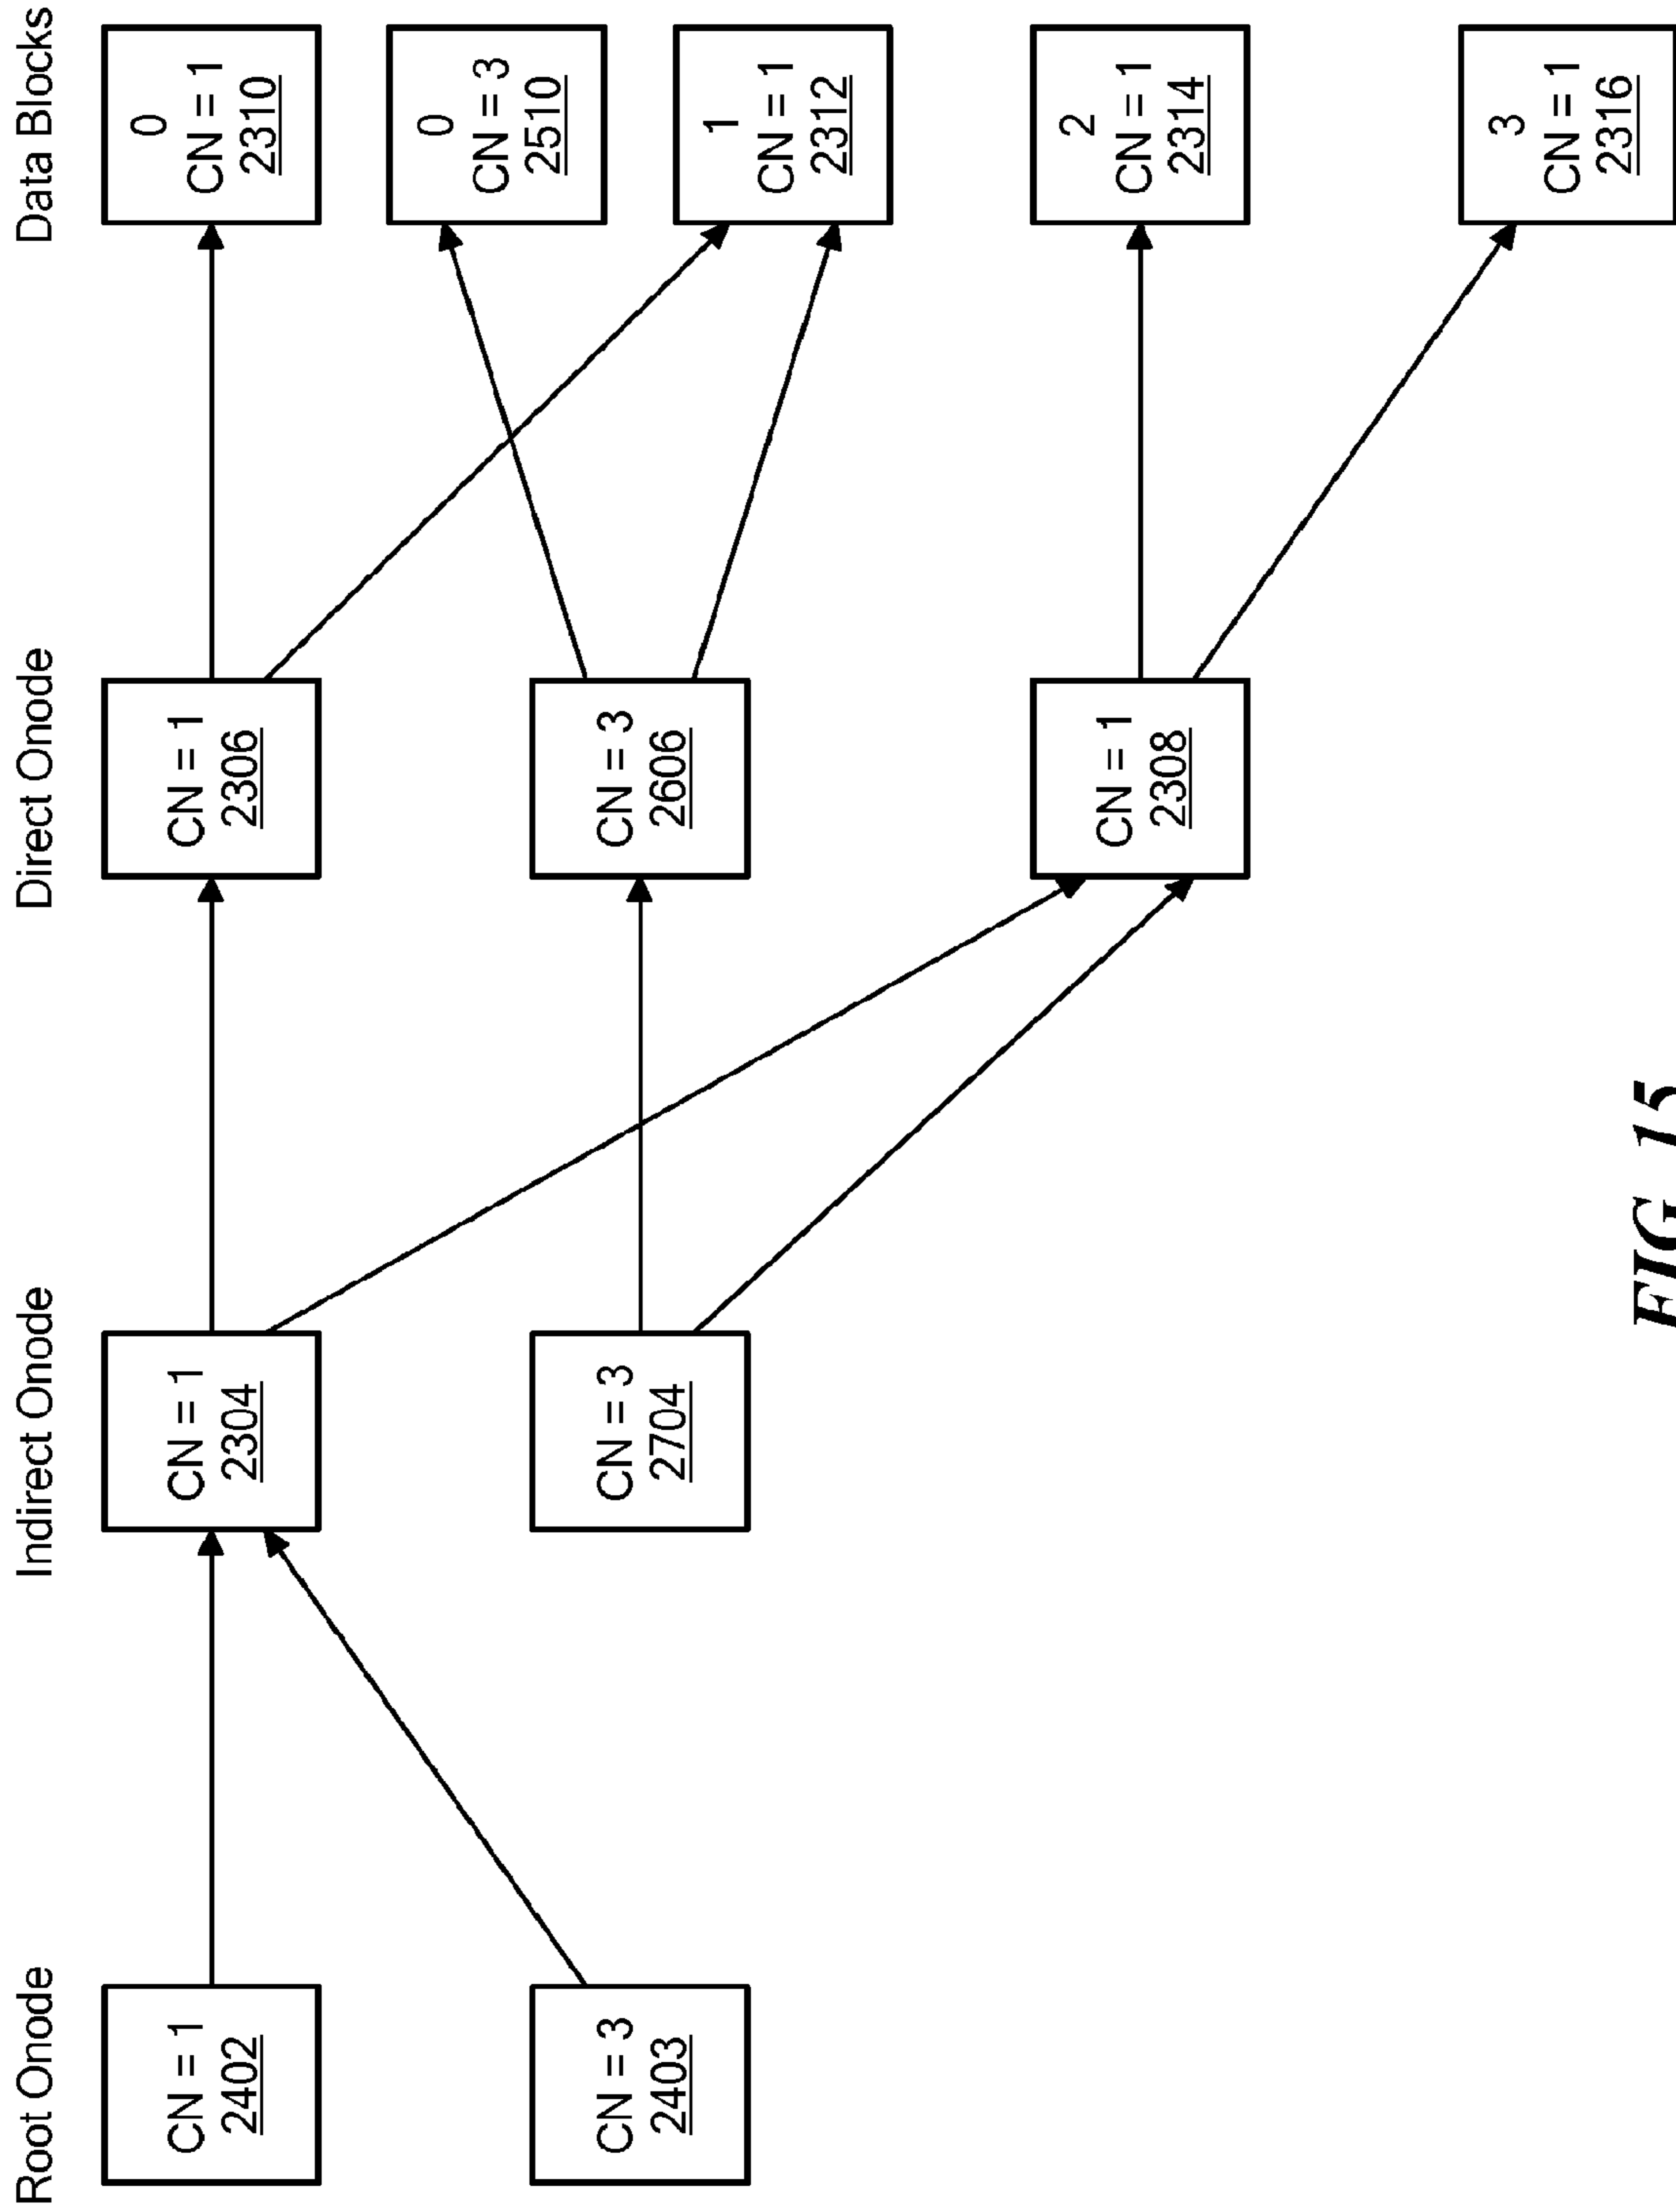 Root Onode
Indirect Onode
Direct Onode
Data Blocks
CN = 1
2402
CN = 1
2304
CN = 1
2306
0
CN = 1
2310
0
CN = 3
2510
CN = 3
2403
CN = 3
2704
CN = 3
2606
1
CN = 1
2312
CN = 1
2308
2
CN = 1
2314
3
CN = 1
2316
FIG 15